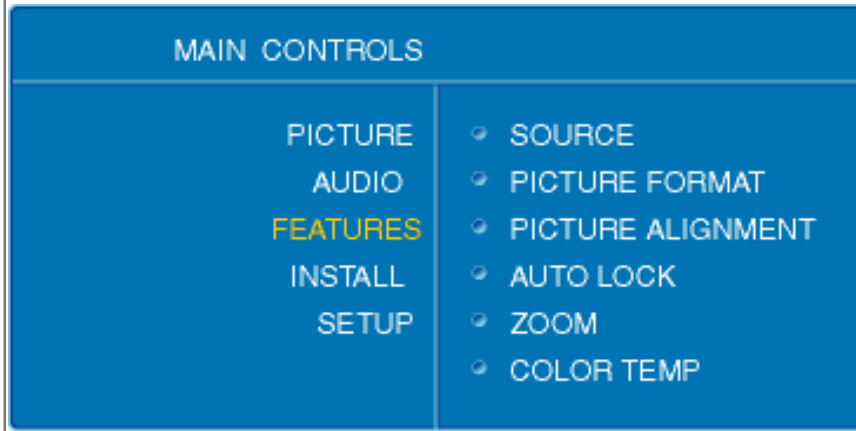 MAIN CONTROLS
PICTURE
AUDIO
FEATURES
INSTALL
SETUP
SOURCE
PICTURE FORMAT
PICTURE ALIGNMENT
AUTO LOCK
ZOOM
COLOR TEMP